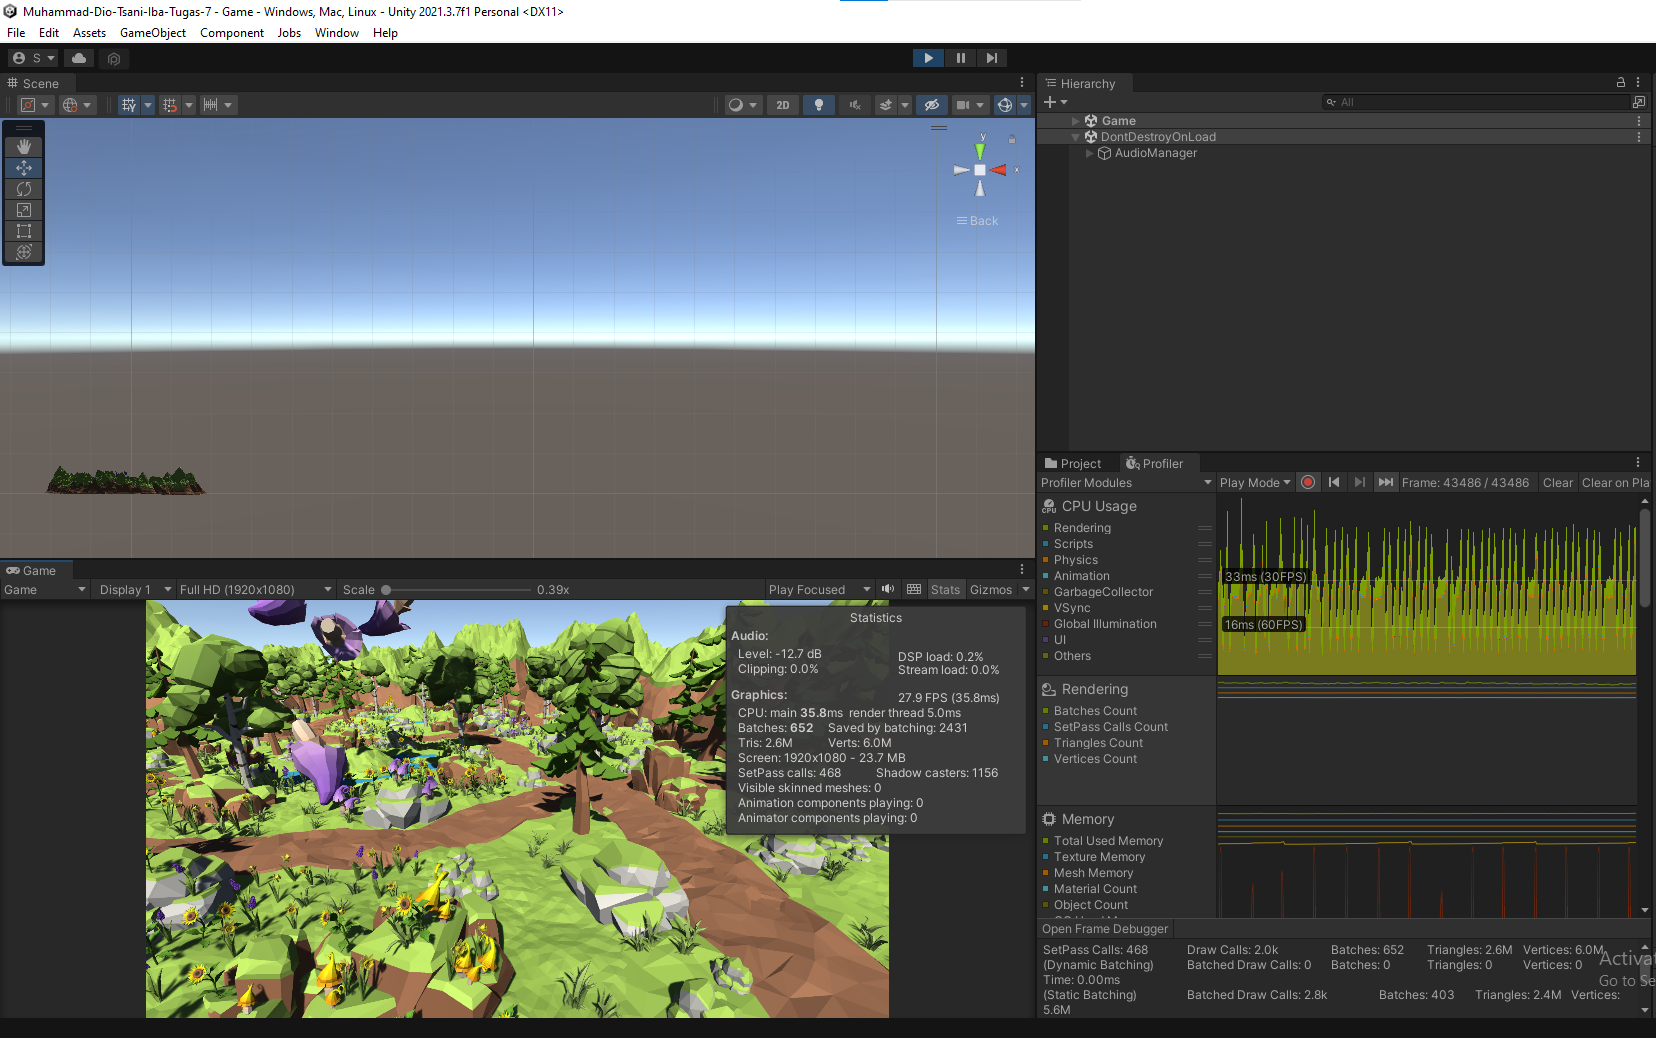 Muhammad-Dio-Tsani-Iba-Tugas-7 - Game - Windows, Mac, Linux - Unity 2021.3.7f1 Personal <DX11>
File Edit Assets GameObject Component Jobs Window Help
S
Scene
2D
y
x
Back
Hierarchy
All
Game
DontDestroyOnLoad
AudioManager
Game
Game Display 1 Full HD (1920x1080) Scale 0.39x Play Focused Stats Gizmos
Statistics
Audio:
Level: -12.7 dB DSP load: 0.2%
Clipping: 0.0% Stream load: 0.0%
Graphics: 27.9 FPS (35.8ms)
CPU: main 35.8ms render thread 5.0ms
Batches: 652 Saved by batching: 2431
Tris: 2.6M Verts: 6.0M
Screen: 1920x1080 - 23.7 MB
SetPass calls: 468 Shadow casters: 1156
Visible skinned meshes: 0
Animation components playing: 0
Animator components playing: 0
Project Profiler
Profiler Modules Play Mode Frame: 43486 / 43486 Clear Clear on Pla
CPU Usage
Rendering
Scripts
Physics
Animation
GarbageCollector
VSync
Global Illumination
UI
Others
33ms (30FPS)
16ms (60FPS)
Rendering
Batches Count
SetPass Calls Count
Triangles Count
Vertices Count
Memory
Total Used Memory
Texture Memory
Mesh Memory
Material Count
Object Count
Open Frame Debugger
SetPass Calls: 468 Draw Calls: 2.0k Batches: 652 Triangles: 2.6M Vertices: 6.0M
(Dynamic Batching) Batched Draw Calls: 0 Batches: 0 Triangles: 0 Vertices: 0
Time: 0.00ms
(Static Batching) Batched Draw Calls: 2.8k Batches: 403 Triangles: 2.4M Vertices:
5.6M
Activat
Go to Se